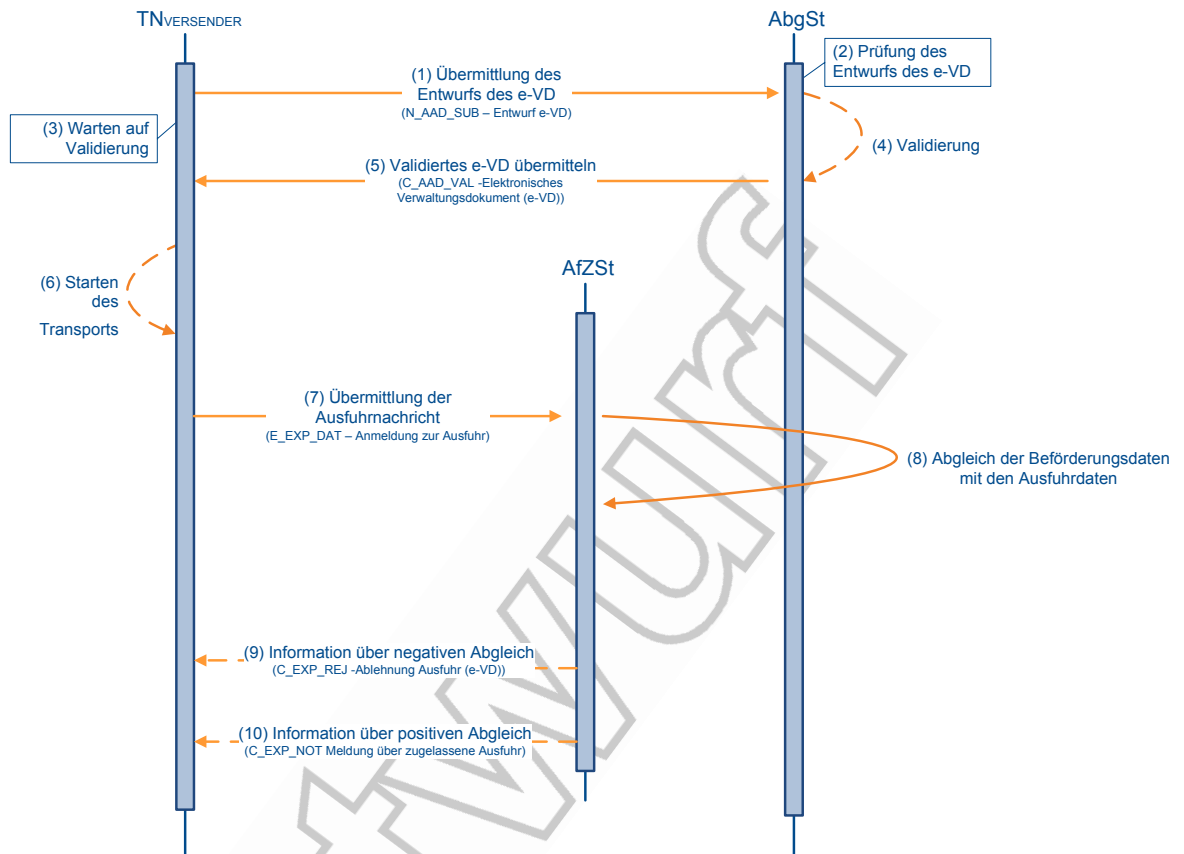 TNVERSENDER
AbgSt
(2) Prüfung des
Entwurfs des e-VD
(1) Übermittlung des
Entwurfs des e-VD
(N_AAD_SUB – Entwurf e-VD)
(3) Warten auf
Validierung
(4) Validierung
(5) Validiertes e-VD übermitteln
(C_AAD_VAL -Elektronisches
Verwaltungsdokument (e-VD))
AfZSt
(6) Starten
des
Transports
(7) Übermittlung der
Ausfuhrnachricht
(E_EXP_DAT – Anmeldung zur Ausfuhr)
(8) Abgleich der Beförderungsdaten
mit den Ausfuhrdaten
(9) Information über negativen Abgleich
(C_EXP_REJ -Ablehnung Ausfuhr (e-VD))
(10) Information über positiven Abgleich
(C_EXP_NOT Meldung über zugelassene Ausfuhr)
twurf